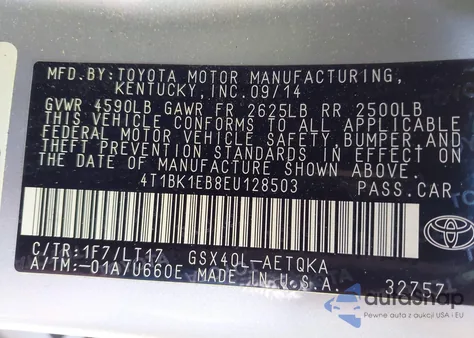 MFD. BY: TOYOTA MOTOR MANUFACTURING,
KENTUCKY, INC. 09/14
GVWR 4590LB GAWR FR 2625LB RR 2500LB
THIS VEHICLE CONFORMS TO ALL APPLICABLE
FEDERAL MOTOR VEHICLE SAFETY, BUMPER, AND
THEFT PREVENTION STANDARDS IN EFFECT ON
THE DATE OF MANUFACTURE SHOWN ABOVE.
4T1BK1EB8EU128503 PASS. CAR
C/TR: 1F7/LT17 GSX40L-AETQKA
A/TM: -01A/U660E MADE IN U.S.A. 32757
autosnap
Pewne auta z aukcji USA i EU